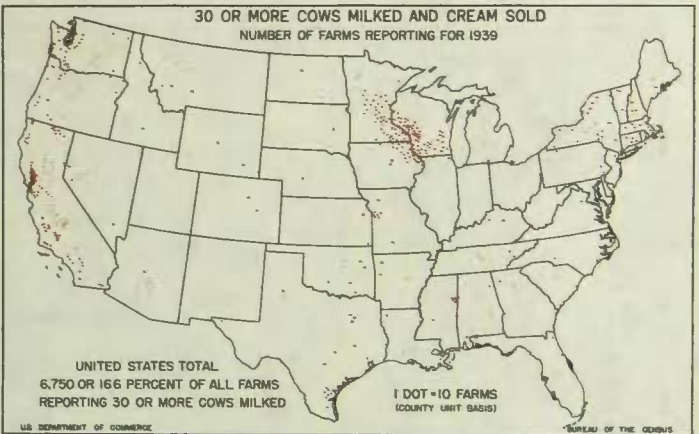 30 OR MORE COWS MILKED AND CREAM SOLD
NUMBER OF FARMS REPORTING FOR 1939
UNITED STATES TOTAL
6,750 OR 16.6 PERCENT OF ALL FARMS
REPORTING 30 OR MORE COWS MILKED
1 DOT = 10 FARMS
(COUNTY UNIT BASIS)
U.S. DEPARTMENT OF COMMERCE
BUREAU OF THE CENSUS